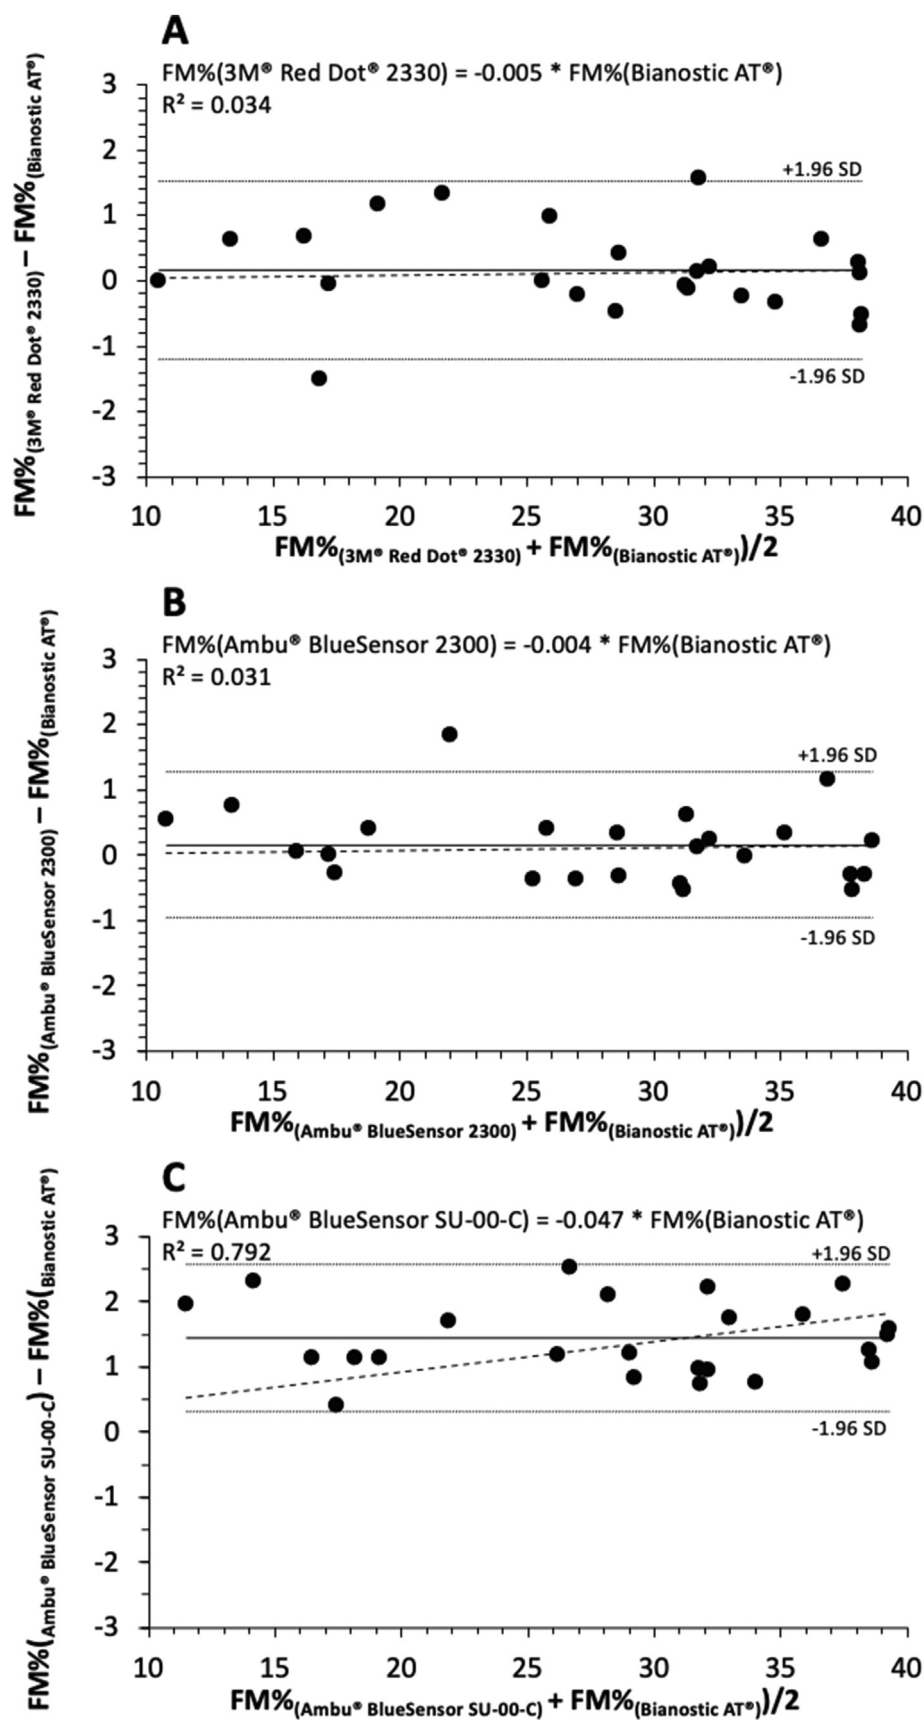 A
FM%(3M® Red Dot® 2330) = -0.005 * FM%(Bianostic AT®)
R² = 0.034
FM%(3M® Red Dot® 2330) – FM%(Bianostic AT®)
3
2
1
0
-1
-2
-3
+1.96 SD
-1.96 SD
10 15 20 25 30 35 40
FM%(3M® Red Dot® 2330) + FM%(Bianostic AT®))/2
B
FM%(Ambu® BlueSensor 2300) = -0.004 * FM%(Bianostic AT®)
R² = 0.031
FM%(Ambu® BlueSensor 2300) – FM%(Bianostic AT®)
3
2
1
0
-1
-2
-3
+1.96 SD
-1.96 SD
10 15 20 25 30 35 40
FM%(Ambu® BlueSensor 2300) + FM%(Bianostic AT®))/2
C
FM%(Ambu® BlueSensor SU-00-C) = -0.047 * FM%(Bianostic AT®)
R² = 0.792
FM%(Ambu® BlueSensor SU-00-C) – FM%(Bianostic AT®)
3
2
1
0
-1
-2
-3
+1.96 SD
-1.96 SD
10 15 20 25 30 35 40
FM%(Ambu® BlueSensor SU-00-C) + FM%(Bianostic AT®))/2